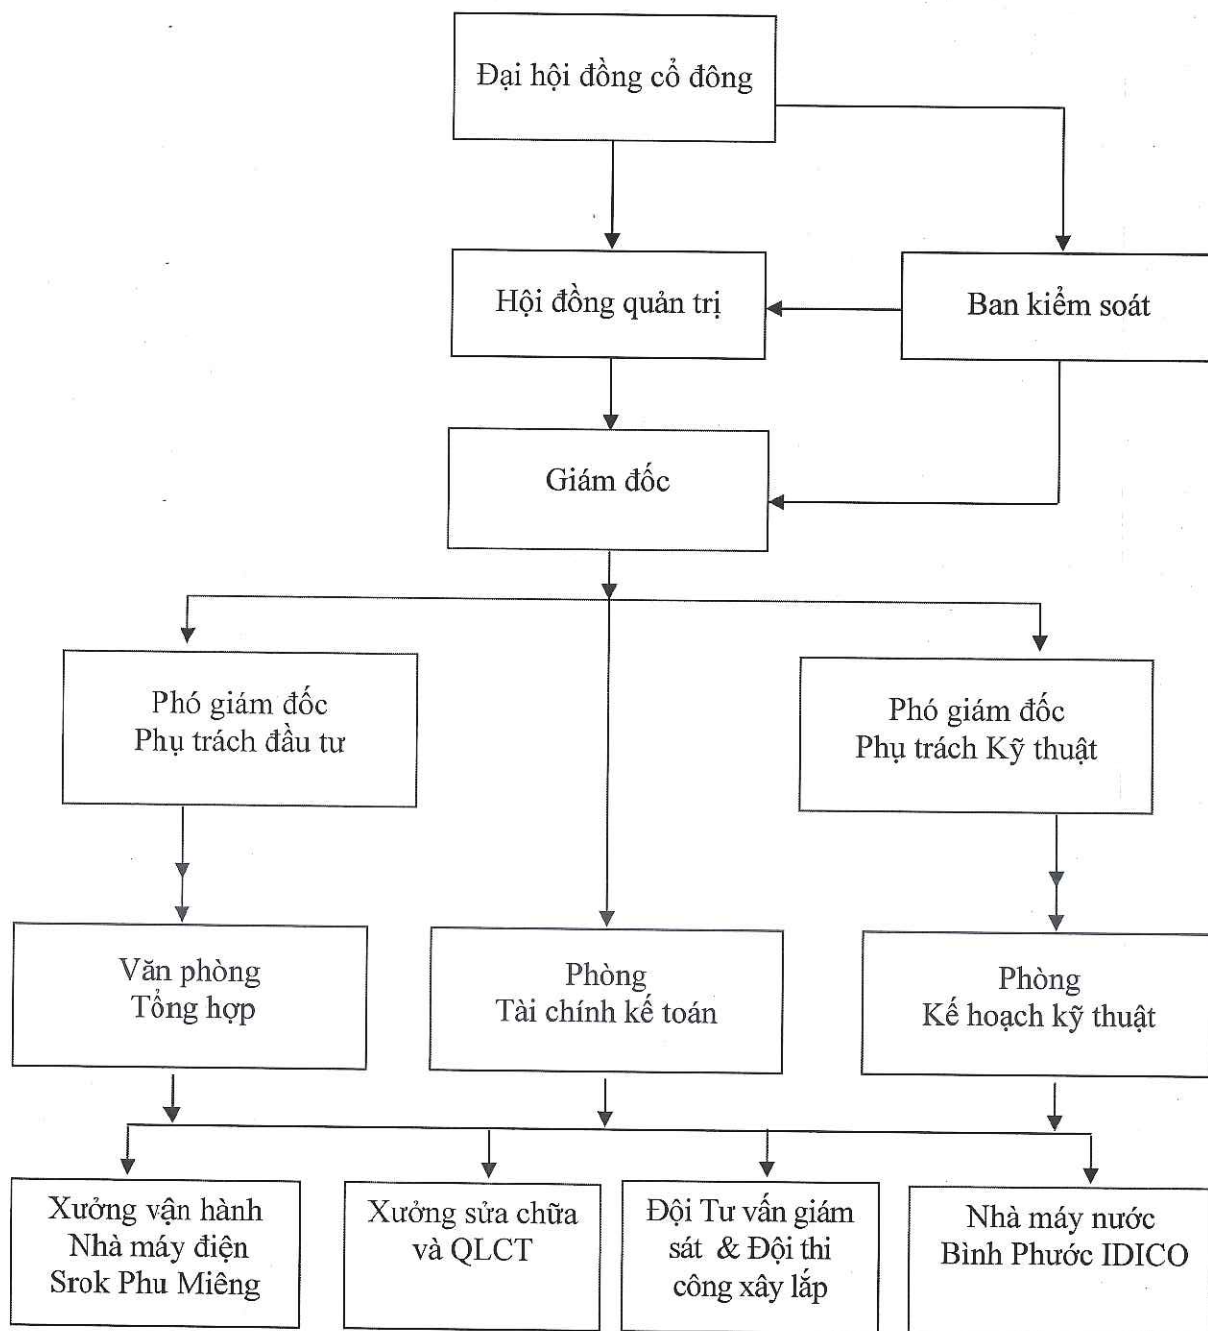 Đại hội đồng cổ đông
Hội đồng quản trị
Ban kiểm soát
Giám đốc
Phó giám đốc
Phụ trách đầu tư
Phó giám đốc
Phụ trách Kỹ thuật
Văn phòng
Tổng hợp
Phòng
Tài chính kế toán
Phòng
Kế hoạch kỹ thuật
Xưởng vận hành
Nhà máy điện
Srok Phu Miêng
Xưởng sửa chữa
và QLCT
Đội Tư vấn giám
sát & Đội thi
công xây lắp
Nhà máy nước
Bình Phước IDICO